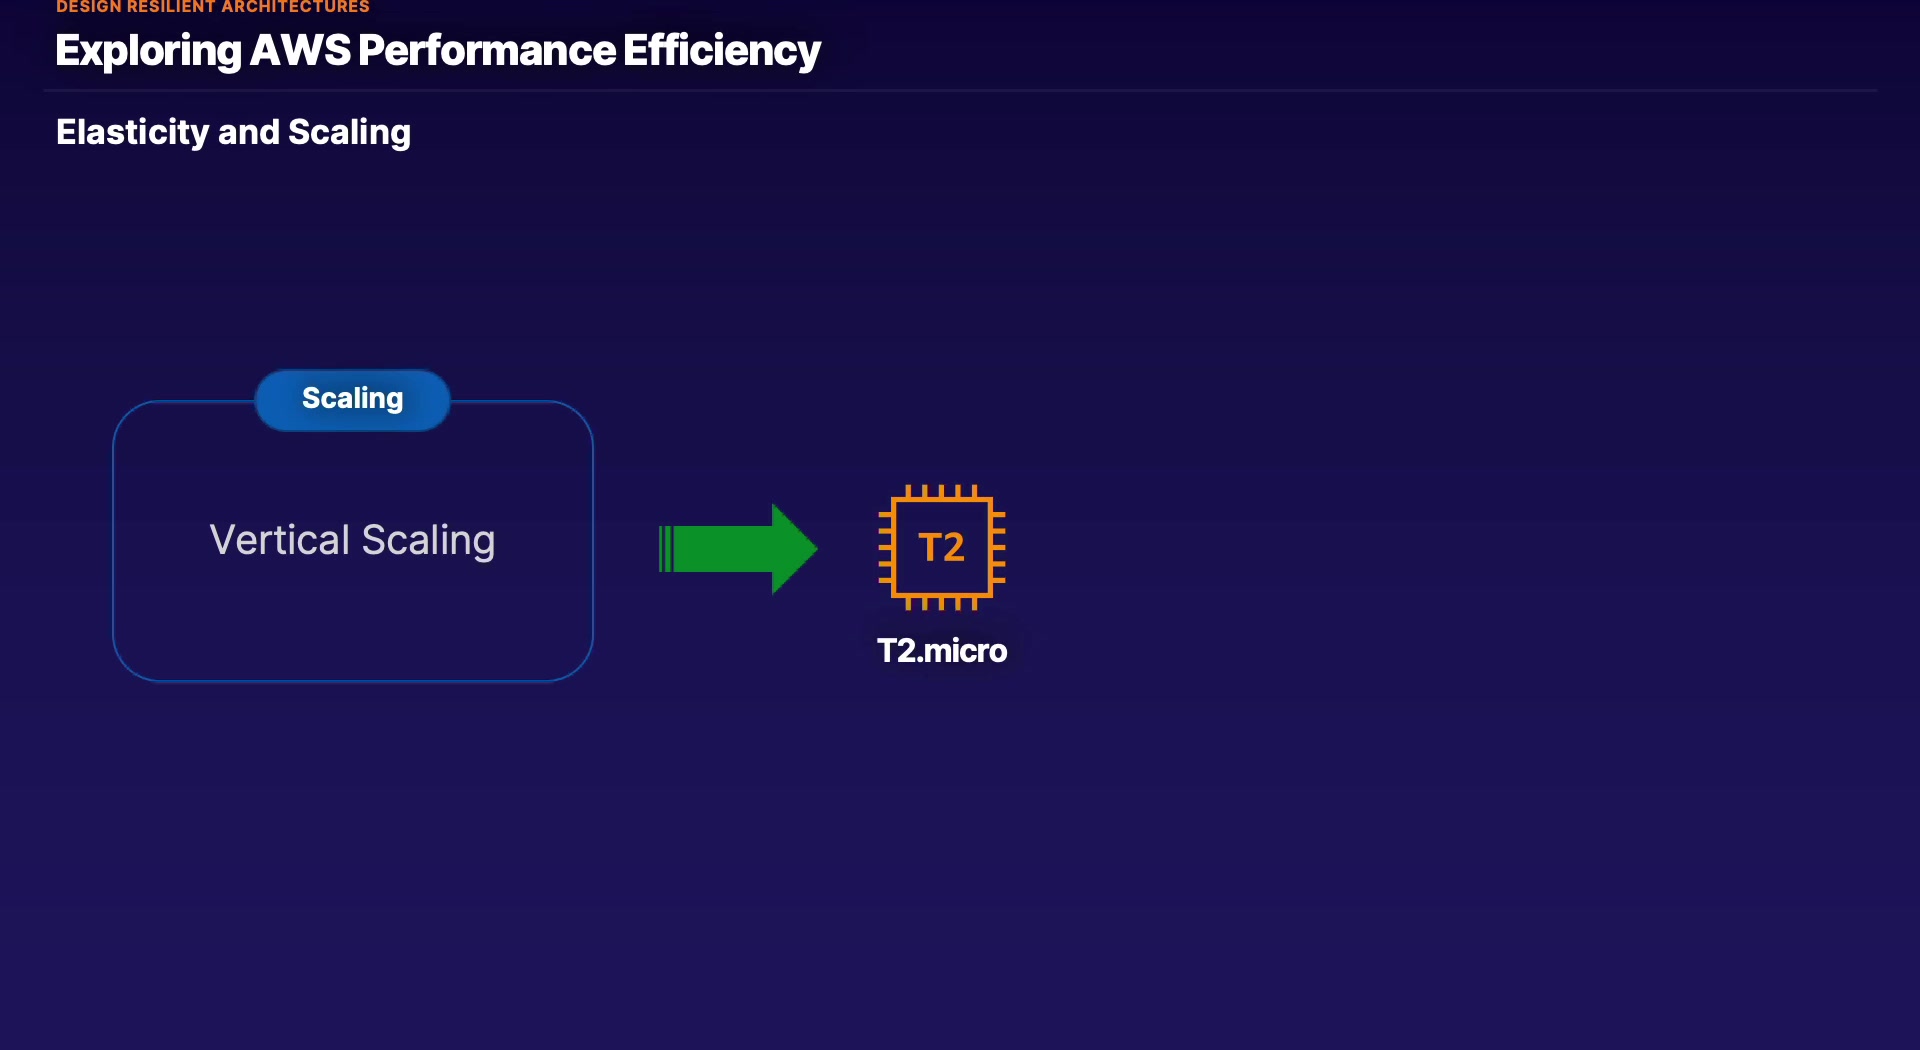 DESIGN RESILIENT ARCHITECTURES
Exploring AWS Performance Efficiency
Elasticity and Scaling
Scaling
Vertical Scaling
T2
T2.micro